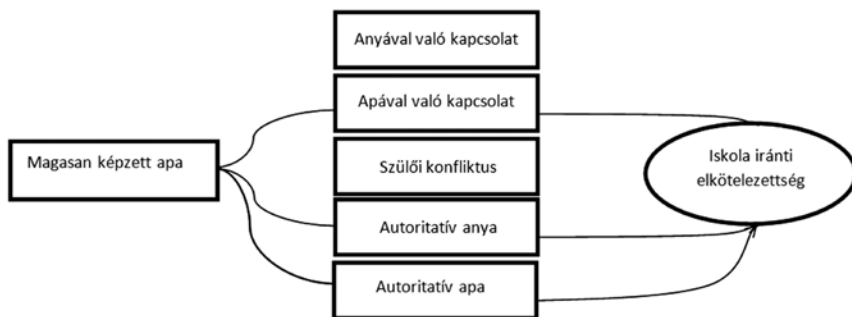 Anyával való kapcsolat
Apával való kapcsolat
Magasan képzett apa
Szülői konfliktus
Iskola iránti
elkötelezettség
Autoritatív anya
Autoritatív apa